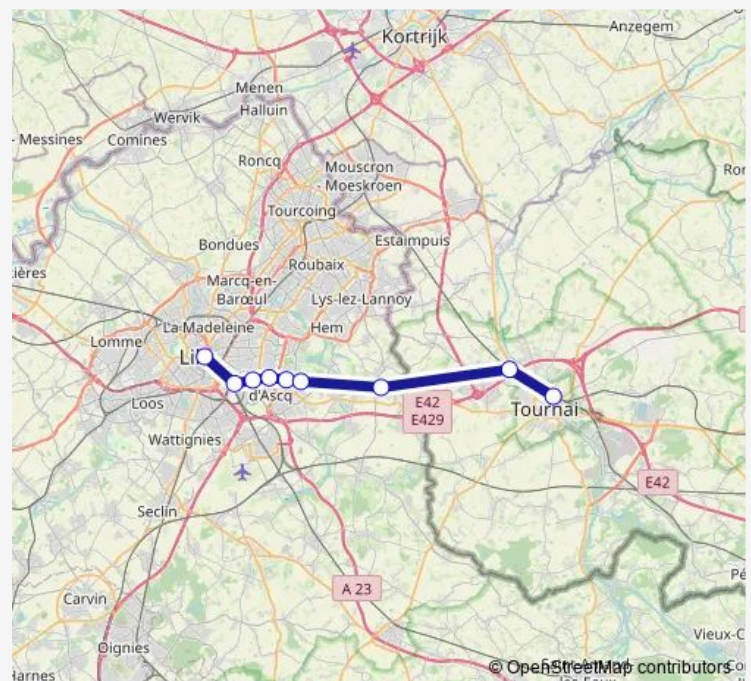 Kortrijk
Anzegem
Menen
Halluin
Wervik
Messines
Comines
Roncq
Mouscron
- Moeskroen
Tourcoing
Bondues
Estaimpuis
Roubaix
Marcq-en-
Barœul
Lys-lez-Lannoy
La Madeleine
Hem
Lomme
d'Ascq
Loos
E42
E429
Tournai
Wattignies
E42
Seclin
A 23
Carvin
Oignies
© OpenStreetMap contributors